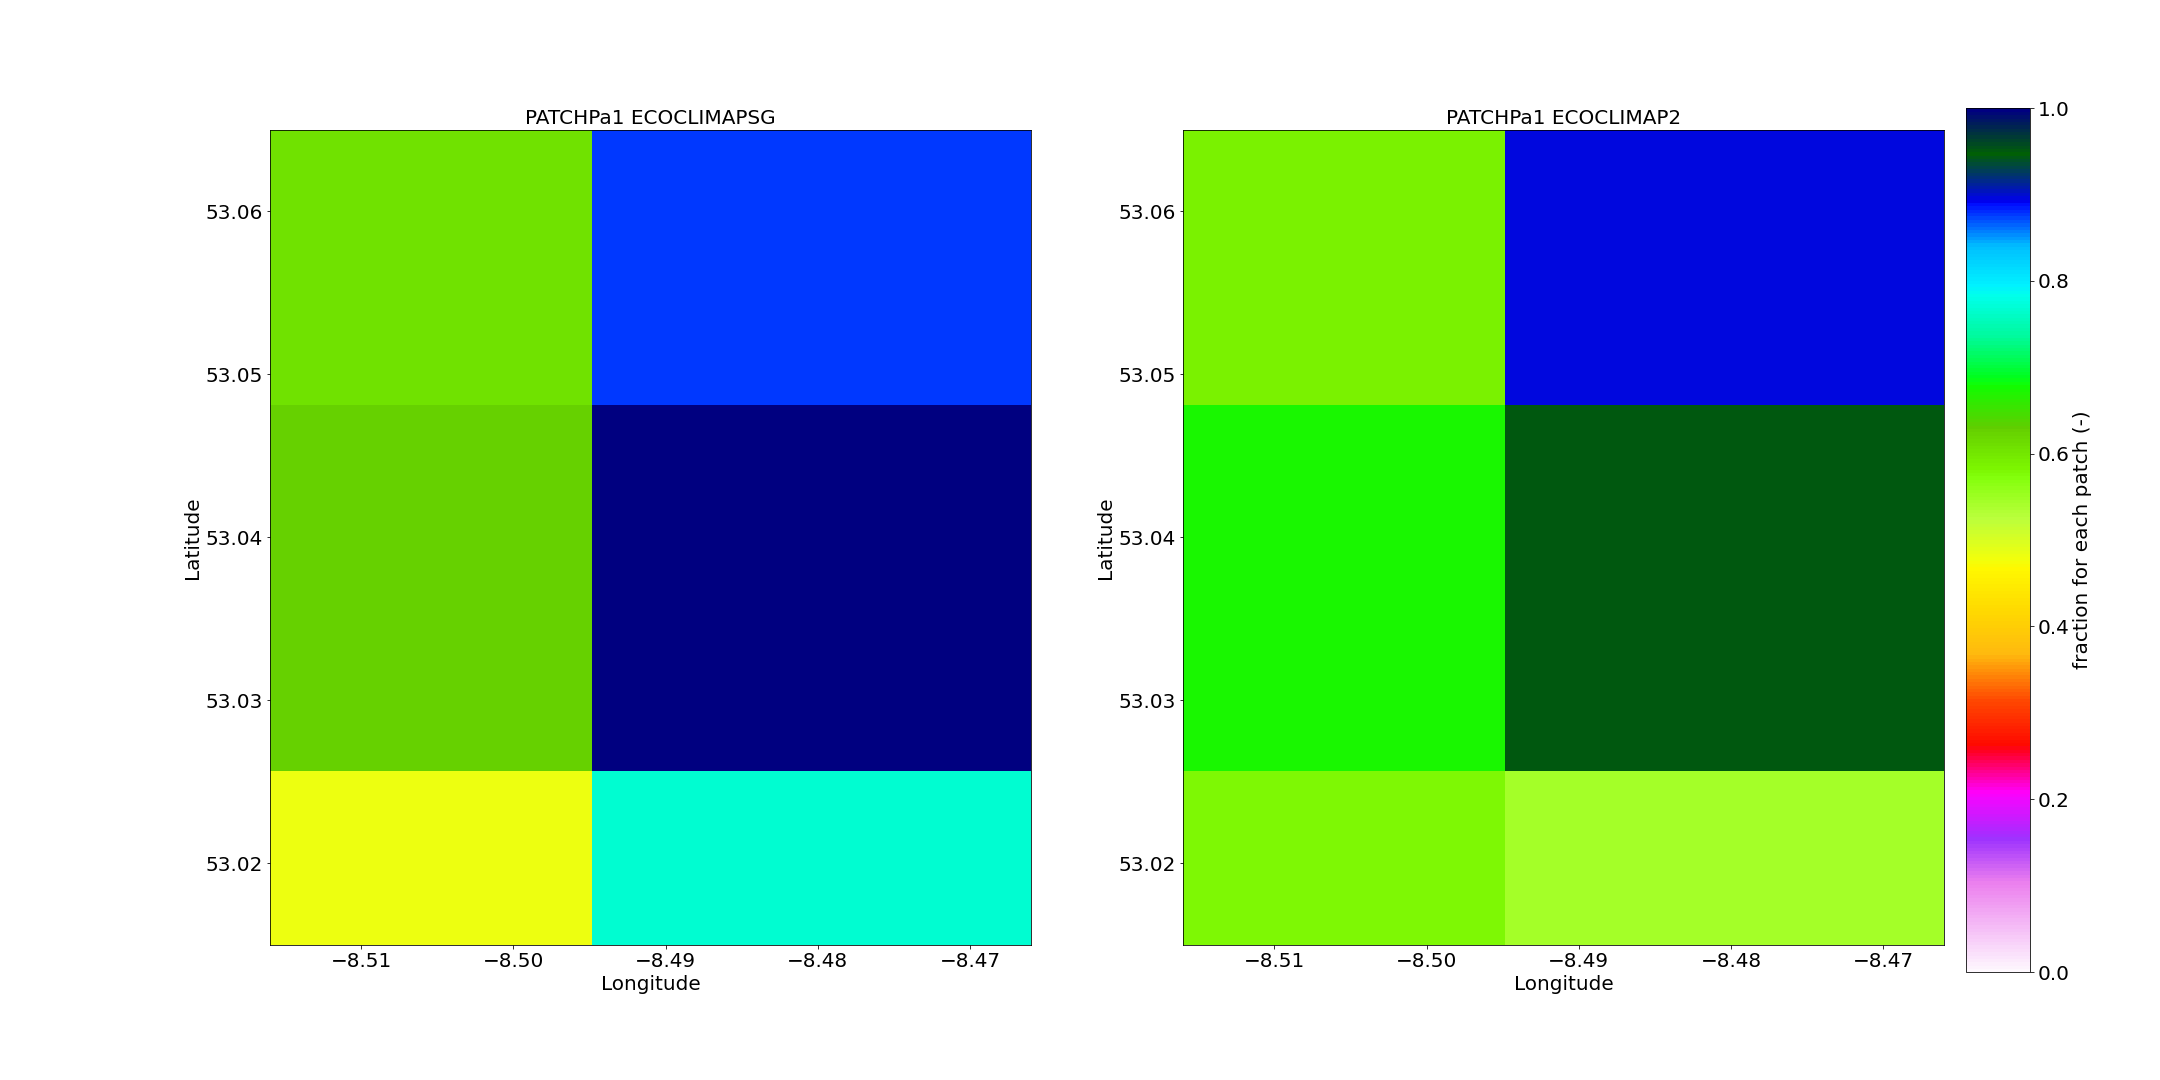 PATCHPa1 ECOCLIMAPSG
53.06
53.05
53.04
53.03
53.02
Latitude
−8.51 −8.50 −8.49 −8.48 −8.47
Longitude
PATCHPa1 ECOCLIMAP2
53.06
53.05
53.04
53.03
53.02
Latitude
−8.51 −8.50 −8.49 −8.48 −8.47
Longitude
1.0
0.8
0.6
0.4
0.2
0.0
fraction for each patch (-)